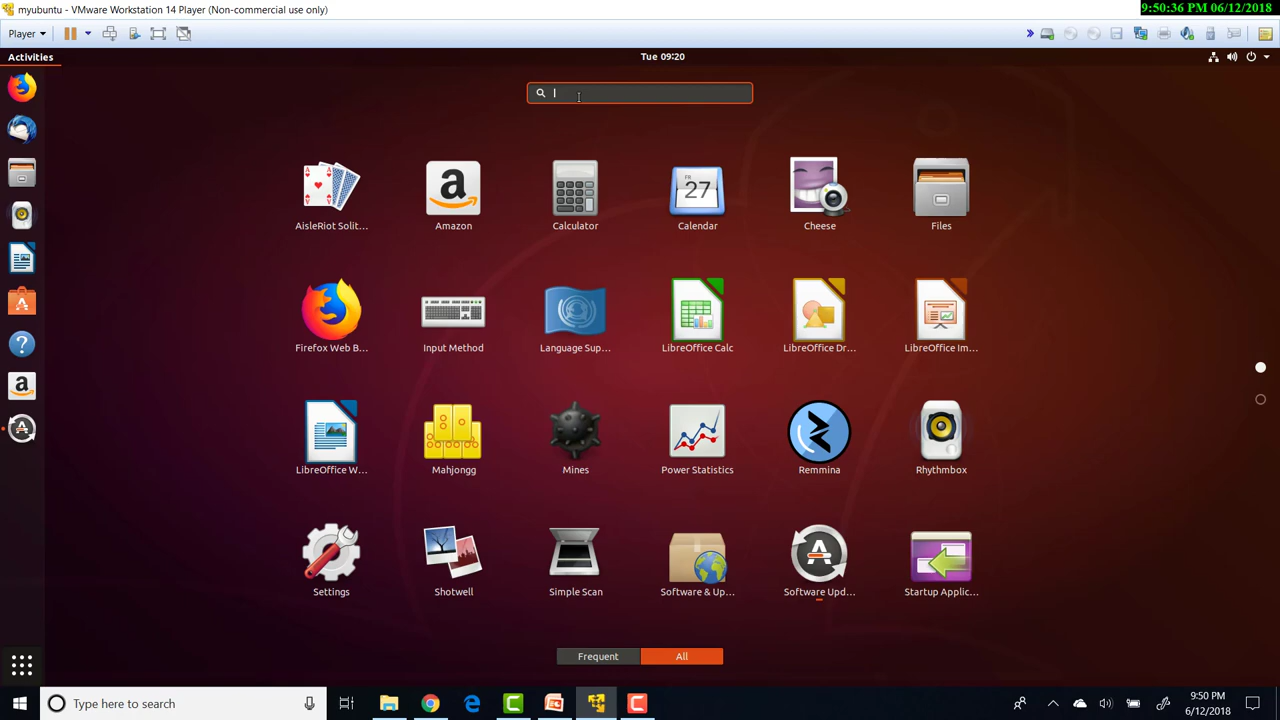 myubuntu - VMware Workstation 14 Player (Non-commercial use only)
9:50:36 PM 06/12/2018
Player
Activities
Tue 09:20
AisleRiot Solit...
Amazon
Calculator
Calendar
Cheese
Files
FR
27
Firefox Web B...
Input Method
Language Sup...
LibreOffice Calc
LibreOffice Dr...
LibreOffice Im...
LibreOffice W...
Mahjongg
Mines
Power Statistics
Remmina
Rhythmbox
Settings
Shotwell
Simple Scan
Software & Up...
Software Upd...
Startup Applic...
Frequent
All
Type here to search
9:50 PM
6/12/2018